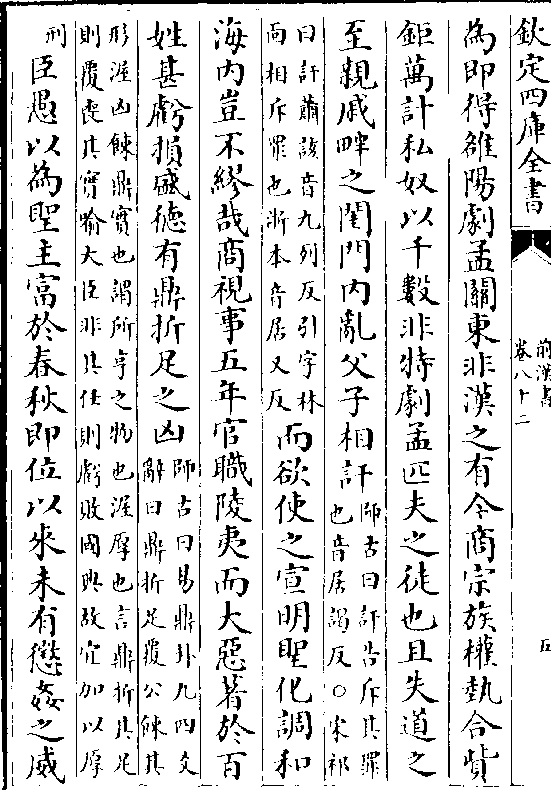 欽定四庫全書
前漢書
卷八十二
五
為即得雒陽劇孟關東非漢之有今商宗族權埶合貲
鉅萬計私奴以千數非特劇孟匹夫之徒也且失道之
至親戚畔之閨門内亂父子相訐師古曰訐告斥其罪
也音居謁反○宋祁
曰訐蕭該音九列反引字林
而相斥罪也浙本音居乂反而欲使之宣明聖化調和
海内豈不繆哉商視事五年官職陵夷而大惡著於百
姓甚虧損盛徳有鼎折足之凶師古曰易鼎卦九四爻
辭曰鼎折足覆公餗其
形渥凶餗鼎實也謂所亨之物也渥厚也言鼎折其足
則覆喪其實喻大臣非其任則虧敗國典故宜加以厚
刑臣愚以為聖主富於春秋即位以來未有懲姦之威